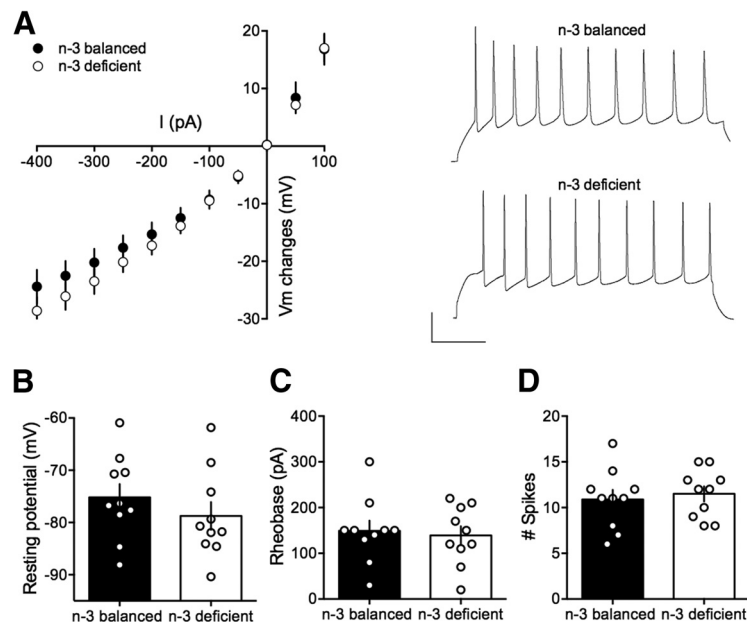 A
n-3 balanced
n-3 deficient
I (pA)
-400 -300 -200 -100 100
20
10
-10
-20
-30
Vm changes (mV)
n-3 balanced
n-3 deficient
B
Resting potential (mV)
-60
-70
-80
-90
n-3 balanced n-3 deficient
C
Rheobase (pA)
400
300
200
100
0
n-3 balanced n-3 deficient
D
# Spikes
20
15
10
5
0
n-3 balanced n-3 deficient